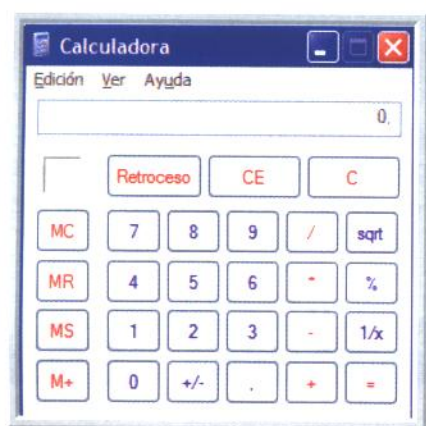 Calculadora
Edición Ver Ayuda
0,
Retroceso CE C
MC 7 8 9 / sqrt
MR 4 5 6 * %
MS 1 2 3 - 1/x
M+ 0 +/- . + =